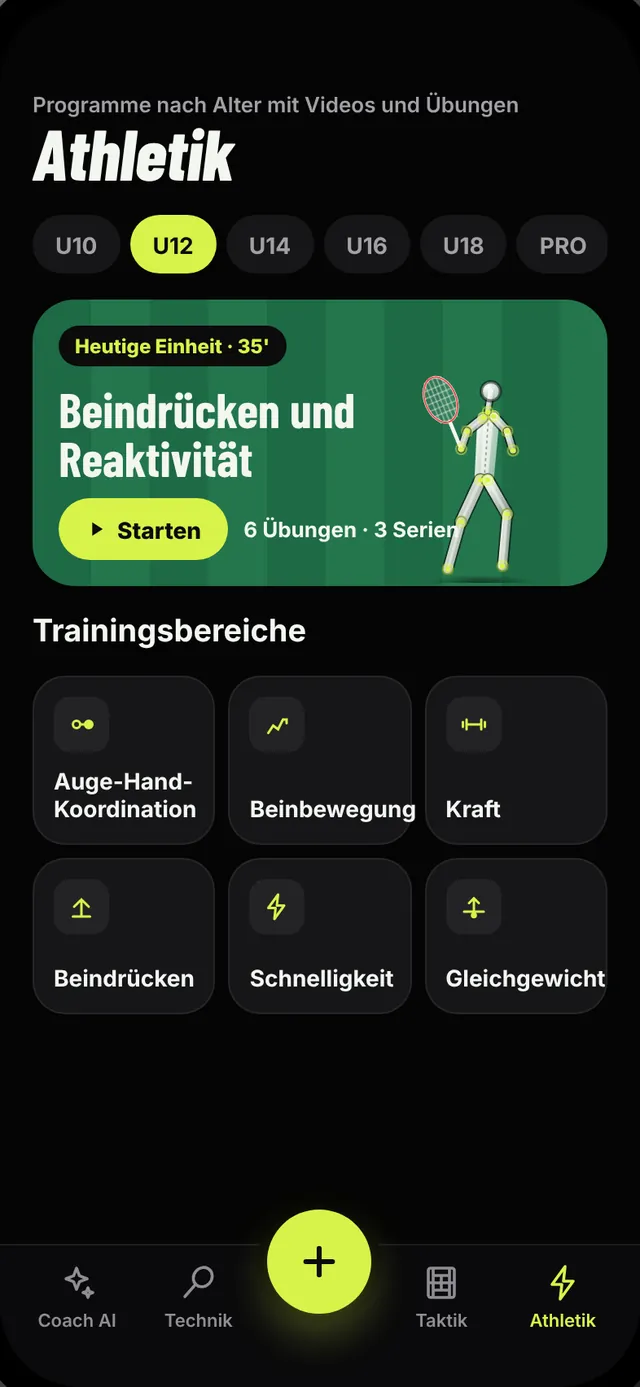 Programme nach Alter mit Videos und Übungen
Athletik
U10 U12 U14 U16 U18 PRO
Heutige Einheit · 35'
Beindrücken und
Reaktivität
Starten 6 Übungen · 3 Serien
Trainingsbereiche
Auge-Hand-
Koordination
Beinbewegung
Kraft
Beindrücken
Schnelligkeit
Gleichgewicht
Coach AI
Technik
Taktik
Athletik